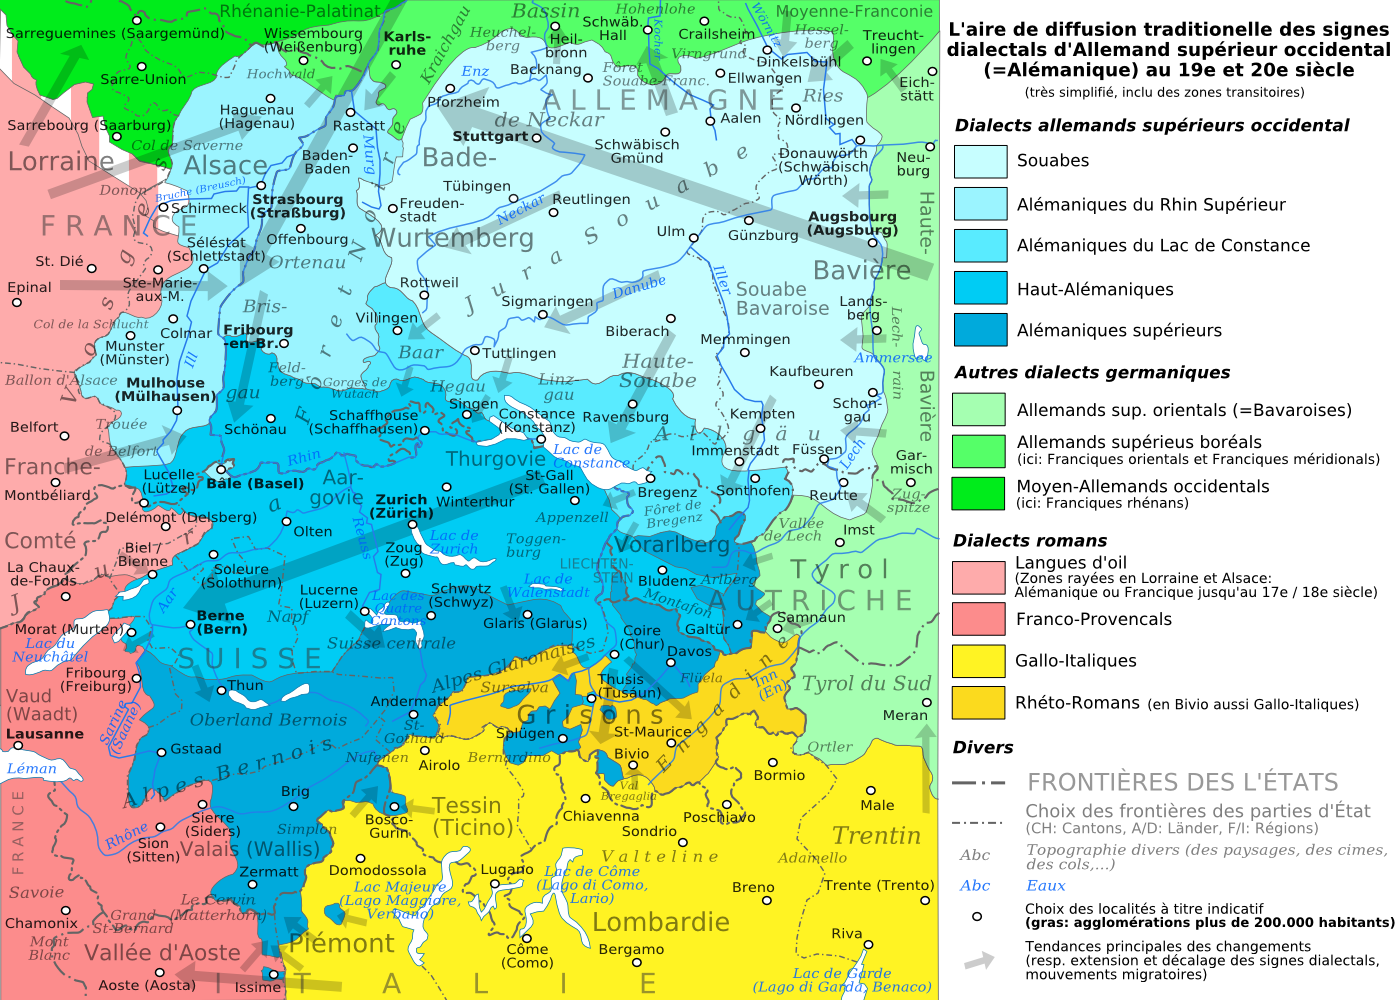 L'aire de diffusion traditionelle des signes
dialectals d'Allemand supérieur occidental
(=Alémanique) au 19e et 20e siècle
(très simplifié, inclu des zones transitoires)
Dialects allemands supérieurs occidental
Souabes
Alémaniques du Rhin Supérieur
Alémaniques du Lac de Constance
Haut-Alémaniques
Alémaniques supérieurs
Autres dialects germaniques
Allemands sup. orientals (=Bavaroises)
Allemands supérieus boréals
(ici: Franciques orientals et Franciques méridionals)
Moyen-Allemands occidentals
(ici: Franciques rhénans)
Dialects romans
Langues d'oil
(Zones rayées en Lorraine et Alsace:
Alémanique ou Francique jusqu'au 17e / 18e siècle)
Franco-Provencals
Gallo-Italiques
Rhéto-Romans (en Bivio aussi Gallo-Italiques)
Divers
FRONTIÈRES DES L'ÉTATS
Choix des frontières des parties d'État
(CH: Cantons, A/D: Länder, F/I: Régions)
Abc Topographie divers (des paysages, des cimes,
des cols,...)
Abc Eaux
Choix des localités à titre indicatif
(gras: agglomérations plus de 200.000 habitants)
Tendances principales des changements
(resp. extension et décalage des signes dialectals,
mouvements migratoires)
Rhénanie-Palatinat
Bassin
Hohenlohe
Moyenne-Franconie
Sarreguemines (Saargemünd)
Wissembourg
(Weißenburg)
Karls-
ruhe
Kraichgau
Heuchel-
berg
Heil-
bronn
Schwäb.
Hall
Kocher
Crailsheim
Wörnitz
Hessel-
berg
Treucht-
lingen
Sarre-Union
Hochwald
Enz
Backnang
Forêt
Souabe-Franc.
Virngrund
Dinkelsbühl
Ellwangen
Eich-
stätt
Haguenau
(Hagenau)
Pforzheim
ALLEMAGNE
Ries
Nördlingen
Sarrebourg (Saarburg)
Rastatt
de Neckar
Aalen
Col de Saverne
Stuttgart
Lorraine
Alsace
Baden-
Baden
Murg
Bade-
Wurtemberg
Schwäbisch
Gmünd
Donauwörth
(Schwäbisch
Wörth)
Neu-
burg
Donon
Bruche (Breusch)
Schirmeck
Strasbourg
(Straßburg)
Tübingen
Reutlingen
Neckar
Freuden-
stadt
FRANCE
Vosges
Forêt Noire
Jura Souabe
Haute-
Bavière
Augsbourg
(Augsburg)
Offenbourg
Séléstat
(Schlettstadt)
Ortenau
Ulm
Günzburg
Bavière
St. Dié
Epinal
Ste-Marie-
aux-M.
Rottweil
Danube
Iller
Souabe
Bavaroise
Lands-
berg
Sigmaringen
Bris-
gau
Villingen
Biberach
Memmingen
Lech-
rain
Ammersee
Col de la Schlucht
Colmar
Munster
(Münster)
Fribourg
-en-Br.
Ill
Baar
Tuttlingen
Haute-
Souabe
Kaufbeuren
Ballon d'Alsace
Mulhouse
(Mülhausen)
Feld-
berg
Gorges de
Wutach
Hegau
Linz-
gau
Belfort
Trouée
de Belfort
Schönau
Schaffhouse
(Schaffhausen)
Singen
Constance
(Konstanz)
Ravensburg
Kempten
Schon-
gau
Allgäu
Immenstadt
Füssen
Lech
Franche-
Comté
Montbéliard
Lucelle
(Lützel)
Bâle (Basel)
Rhin
Aar-
govie
Thurgovie
Lac de
Constance
St-Gall
(St. Gallen)
Bregenz
Sonthofen
Reutte
Gar-
misch
Zug-
spitze
Delémont (Delsberg)
Zurich
(Zürich)
Winterthur
Appenzell
Fôret de
Bregenz
Vallée
de Lech
Imst
Jura
Olten
Reuss
Biel /
Bienne
La Chaux-
de-Fonds
Soleure
(Solothurn)
Zoug
(Zug)
Lac de
Zurich
Toggen-
burg
LIECHTEN-
STEIN
Vorarlberg
Bludenz
Arlberg
Montafon
Tyrol
AUTRICHE
Aar
Lucerne
(Luzern)
Lac des
Quatre
Cantons
Schwytz
(Schwyz)
Lac de
Walenstadt
Glaris (Glarus)
Galtür
Samnaun
Morat (Murten)
Lac du
Neuchâtel
Berne
(Bern)
Napf
Suisse centrale
SUISSE
Coire
(Chur)
Davos
Flüela
Inn
(En)
Tyrol du Sud
Meran
Vaud
(Waadt)
Fribourg
(Freiburg)
Thun
Sarine
(Saane)
Oberland Bernois
Alpes Glaronaises
Surselva
Thusis
(Tusáun)
Grisons
Engadine
Andermatt
St-
Gothard
Splügen
St-Maurice
Lausanne
Léman
Gstaad
Alpes Bernois
Nufenen
Airolo
Bernardino
Bivio
Val
Bregaglia
Bormio
Ortler
FRANCE
Brig
Sierre
(Siders)
Rhône
Sion
(Sitten)
Simplon
Bosco-
Gurin
Tessin
(Ticino)
Chiavenna
Sondrio
Poschiavo
Male
Trentin
Valais (Wallis)
Zermatt
Domodossola
Lugano
Valteline
Adamello
Lac Majeure
(Lago Maggiore,
Verbano)
Lac de Côme
(Lago di Como,
Lario)
Breno
Trente (Trento)
Savoie
Chamonix
Le Cervin
(Matterhorn)
Grand
St-Bernard
Mont
Blanc
Vallée d'Aoste
Aoste (Aosta)
Issime
Piémont
Côme
(Como)
Lombardie
Bergamo
Riva
Lac de Garde
(Lago di Garda, Benaco)
ITALIE